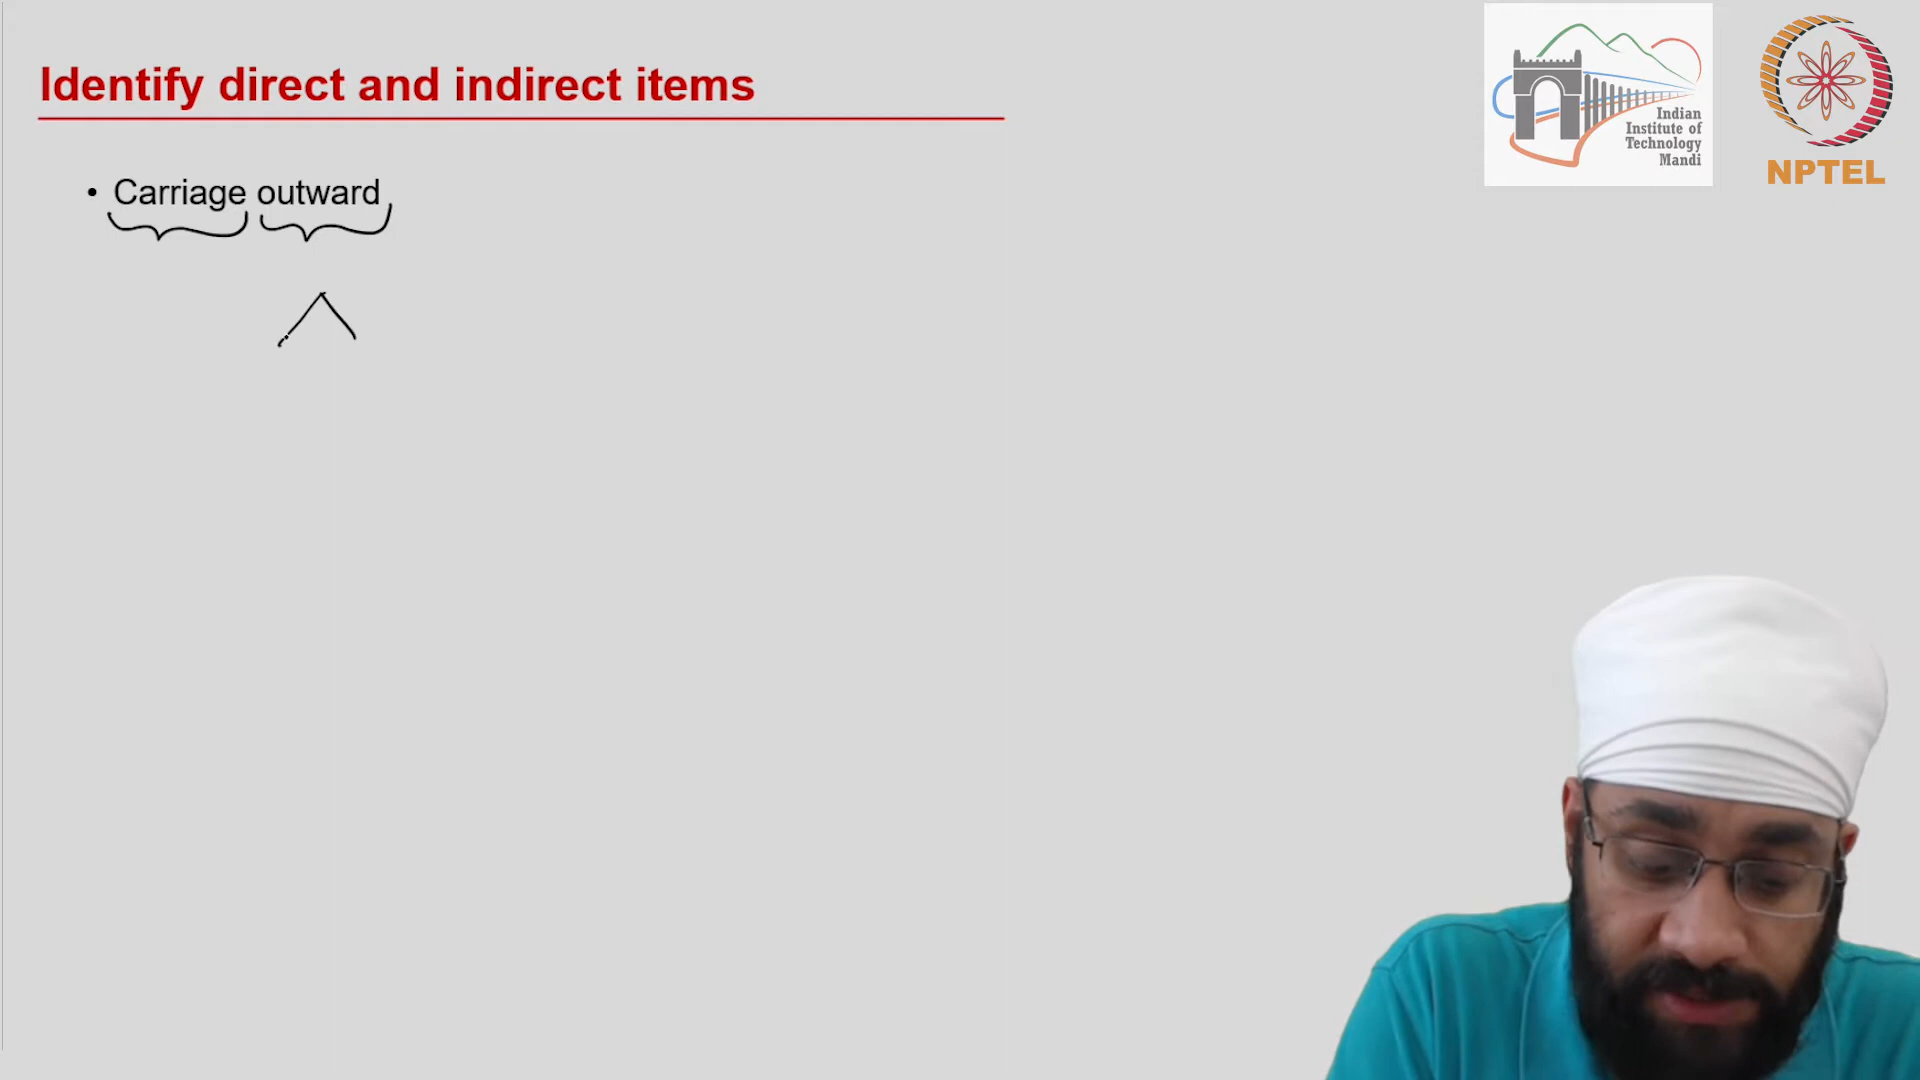 Identify direct and indirect items
• Carriage outward
Indian
Institute of
Technology
Mandi
NPTEL